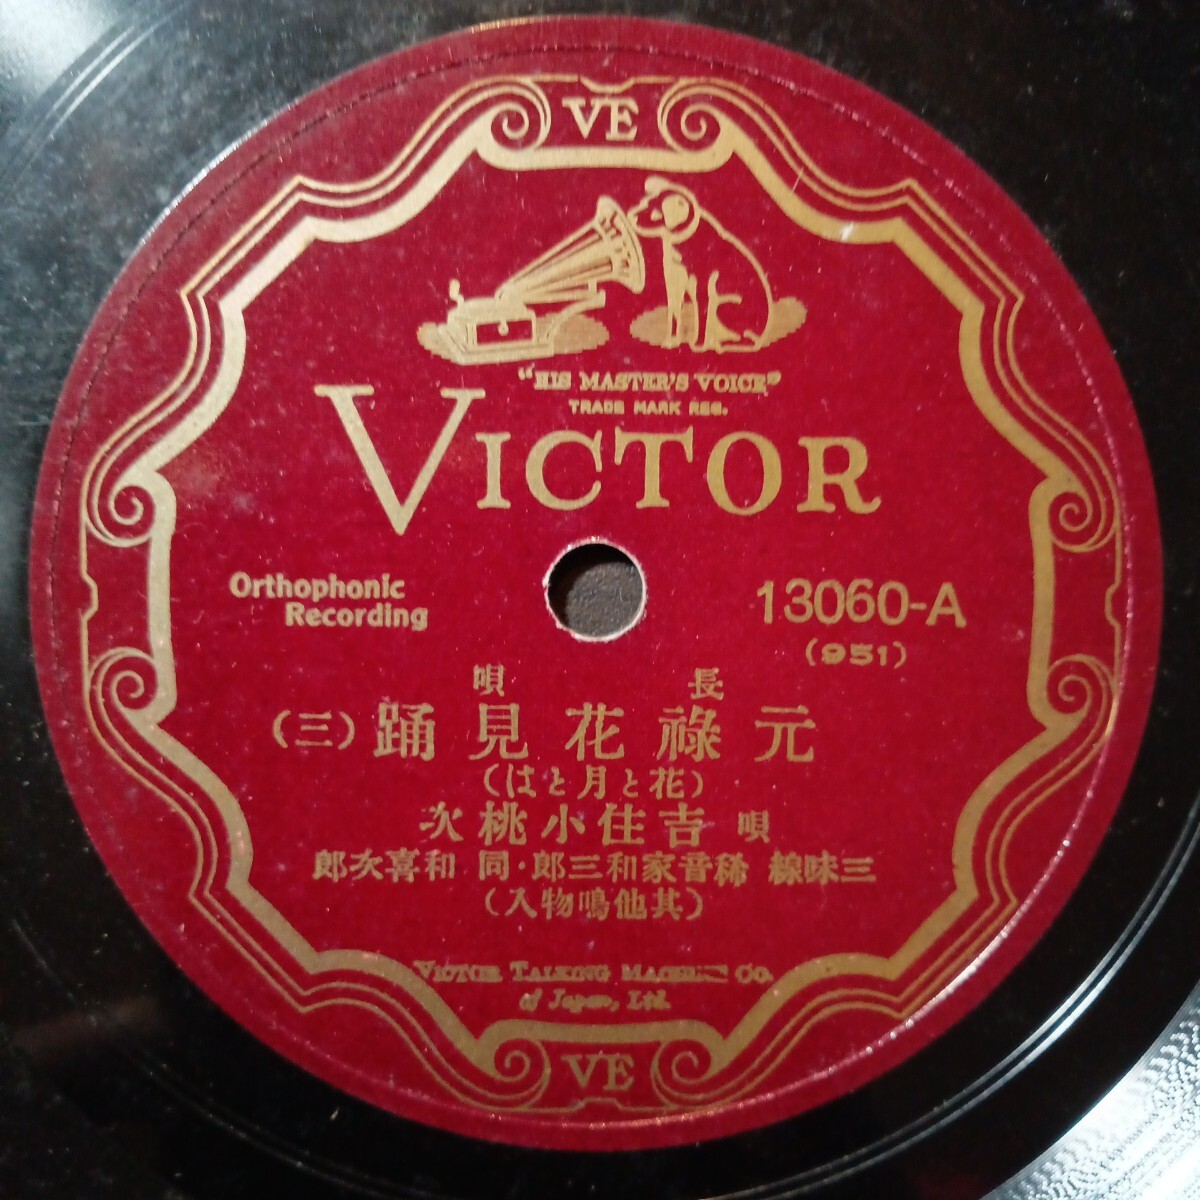 VE
"HIS MASTER'S VOICE"
TRADE MARK REG.
VICTOR
Orthophonic
Recording
13060-A
(951)
長唄
元祿花見踊(三)
(花と月とは)
唄 吉住小桃次
三味線 稀音家和三郎・同 和喜次郎
(其他鳴物入)
VICTOR TALKING MACHINE CO.
of Japan, Ltd.
VE